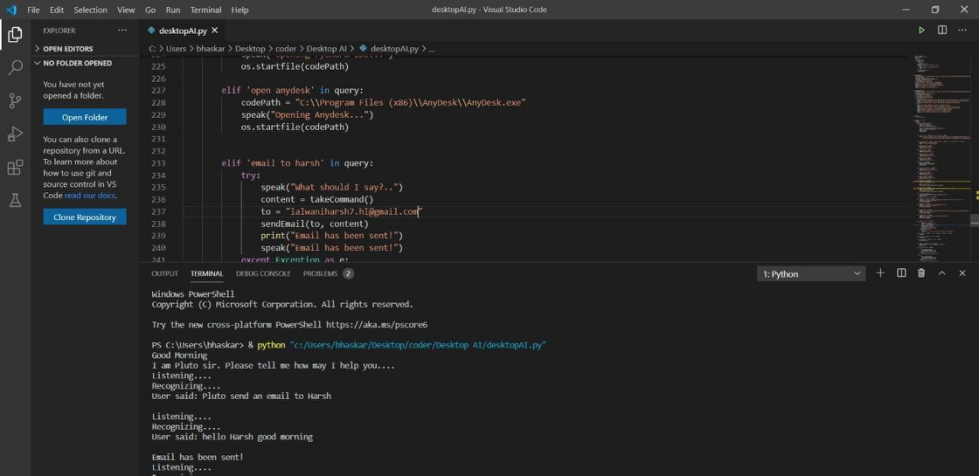 File Edit Selection View Go Run Terminal Help desktopAI.py - Visual Studio Code
EXPLORER
OPEN EDITORS
NO FOLDER OPENED
You have not yet
opened a folder.
Open Folder
You can also clone a
repository from a URL.
To learn more about
how to use git and
source control in VS
Code read our docs.
Clone Repository
desktopAI.py
C: > Users > bhaskar > Desktop > coder > Desktop AI > desktopAI.py > ...
225 os.startfile(codePath)
226
227 elif 'open anydesk' in query:
228 codePath = "C:\\Program Files (x86)\\AnyDesk\\AnyDesk.exe"
229 speak("Opening Anydesk...")
230 os.startfile(codePath)
231
232
233 elif 'email to harsh' in query:
234 try:
235 speak("What should I say?..")
236 content = takeCommand()
237 to = "lalwaniharsh7.hl@gmail.com"
238 sendEmail(to, content)
239 print("Email has been sent!")
240 speak("Email has been sent!")
241 except Exception as e:
OUTPUT TERMINAL DEBUG CONSOLE PROBLEMS 2 1: Python
Windows PowerShell
Copyright (C) Microsoft Corporation. All rights reserved.
Try the new cross-platform PowerShell https://aka.ms/pscore6
PS C:\Users\bhaskar> & python "c:/Users/bhaskar/Desktop/coder/Desktop AI/desktopAI.py"
Good Morning
I am Pluto sir. Please tell me how may I help you....
Listening....
Recognizing....
User said: Pluto send an email to Harsh
Listening....
Recognizing....
User said: hello Harsh good morning
Email has been sent!
Listening....